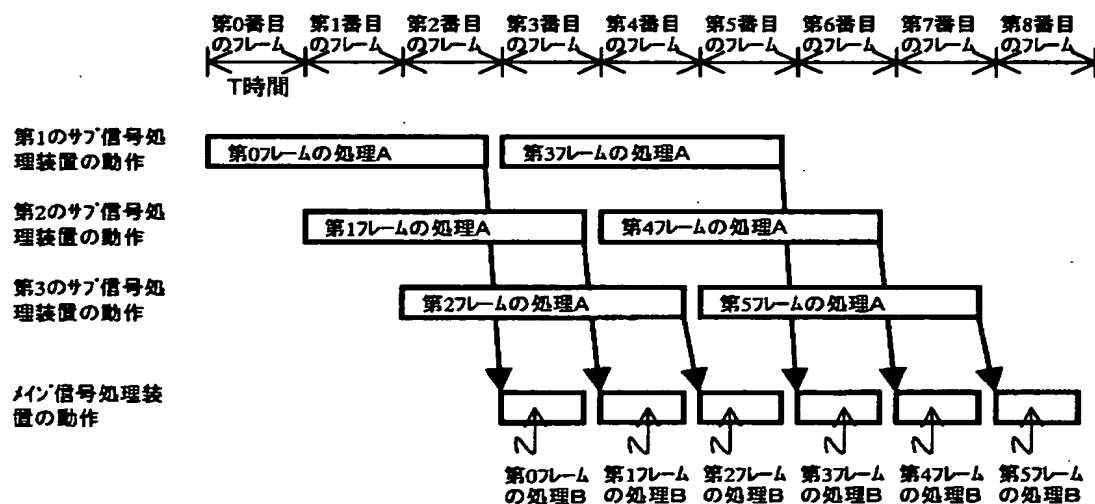 第0番目 第1番目 第2番目 第3番目 第4番目 第5番目 第6番目 第7番目 第8番目
のフレーム のフレーム のフレーム のフレーム のフレーム のフレーム のフレーム のフレーム のフレーム
T時間
第1のサブ信号処
理装置の動作
第0フレームの処理A 第3フレームの処理A
第2のサブ信号処
理装置の動作
第1フレームの処理A 第4フレームの処理A
第3のサブ信号処
理装置の動作
第2フレームの処理A 第5フレームの処理A
メイン信号処理装
置の動作
第0フレーム 第1フレーム 第2フレーム 第3フレーム 第4フレーム 第5フレーム
の処理B の処理B の処理B の処理B の処理B の処理B